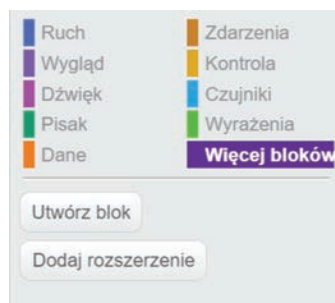 Ruch
Wygląd
Dźwięk
Pisak
Dane
Zdarzenia
Kontrola
Czujniki
Wyrażenia
Więcej bloków
Utwórz blok
Dodaj rozszerzenie